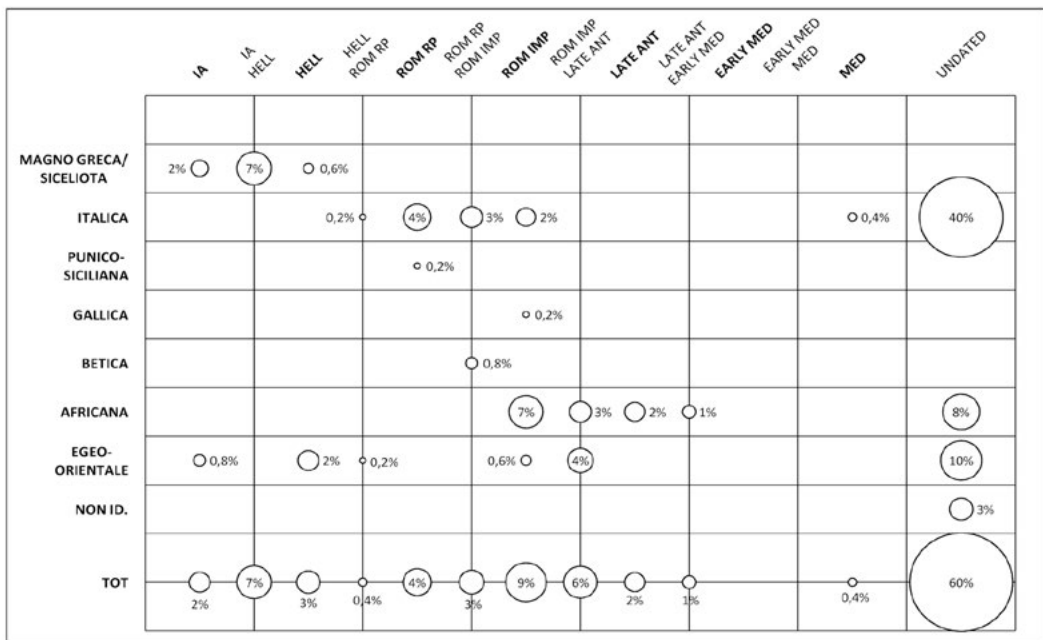 IA
IA
HELL
HELL
HELL
ROM RP
ROM RP
ROM RP
ROM IMP
ROM IMP
ROM IMP
LATE ANT
LATE ANT
LATE ANT
EARLY MED
EARLY MED
EARLY MED
MED
MED
UNDATED
MAGNO GRECA/
SICELIOTA
2% 7% 0,6%
ITALICA 0,2% 4% 3% 2% 0,4% 40%
PUNICO-
SICILIANA
0,2%
GALLICA 0,2%
BETICA 0,8%
AFRICANA 7% 3% 2% 1% 8%
EGEO-
ORIENTALE
0,8% 2% 0,2% 0,6% 4% 10%
NON ID. 3%
TOT 7% 4% 9% 6% 60%
2% 3% 0,4% 3% 2% 1% 0,4%